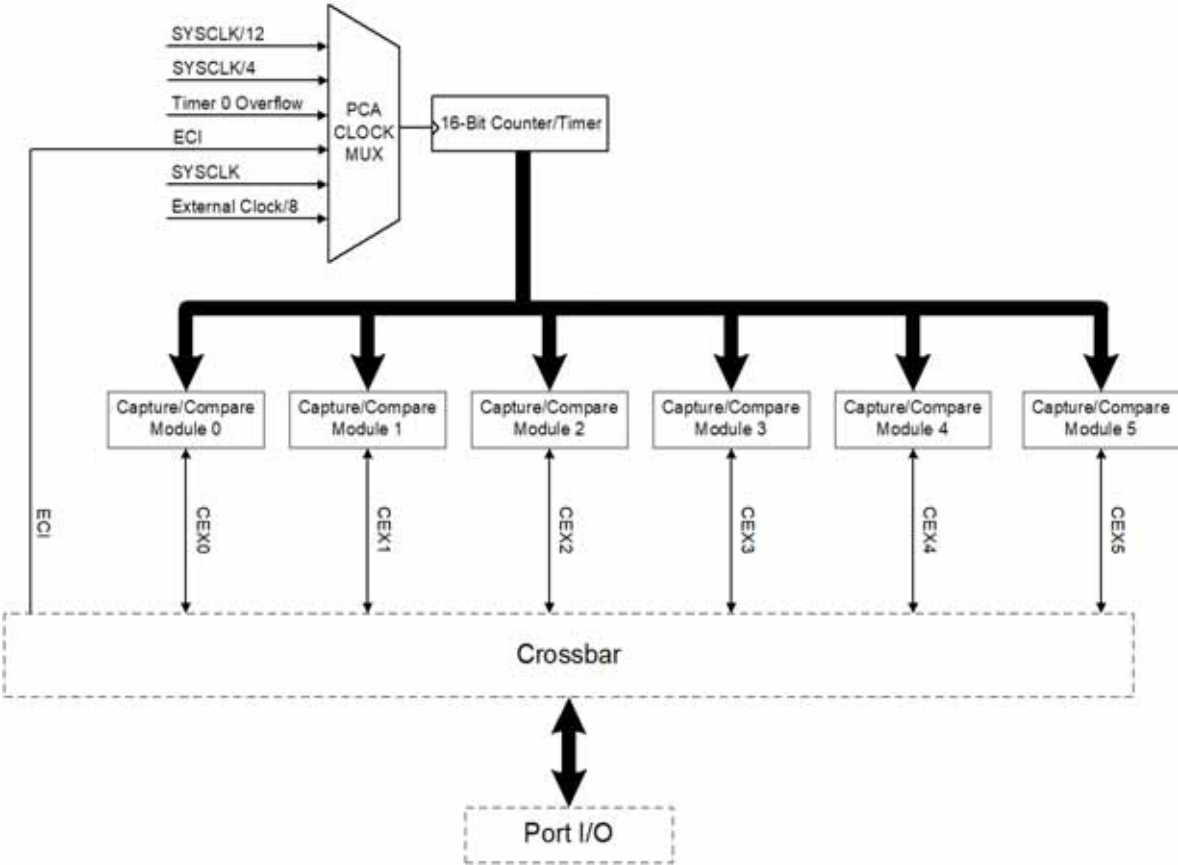 SYSCLK/12
SYSCLK/4
Timer 0 Overflow
ECI
SYSCLK
External Clock/8
PCA
CLOCK
MUX
16-Bit Counter/Timer
Capture/Compare
Module 0
Capture/Compare
Module 1
Capture/Compare
Module 2
Capture/Compare
Module 3
Capture/Compare
Module 4
Capture/Compare
Module 5
ECI
CEX0
CEX1
CEX2
CEX3
CEX4
CEX5
Crossbar
Port I/O